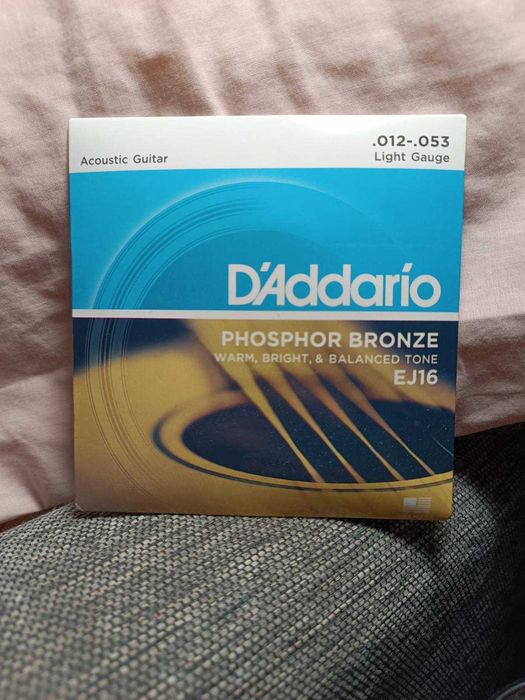 .012-.053
Acoustic Guitar Light Gauge
D'Addario
PHOSPHOR BRONZE
WARM, BRIGHT, & BALANCED TONE
EJ16